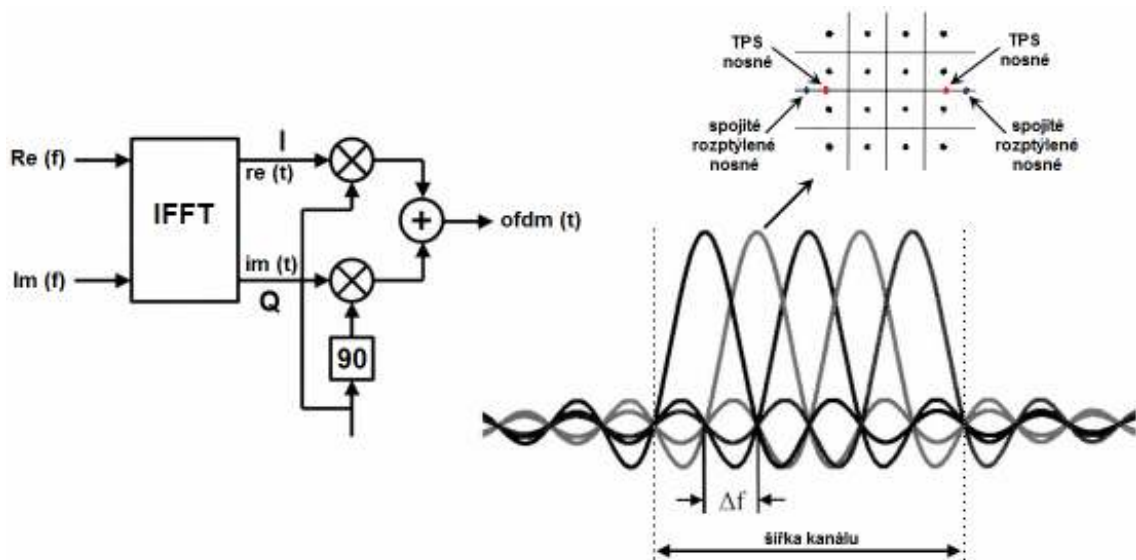 Re (f)
Im (f)
IFFT
I
re (t)
im (t)
Q
90
+
ofdm (t)
TPS
nosné
TPS
nosné
spojité
rozptýlené
nosné
spojité
rozptýlené
nosné
Δf
šířka kanálu